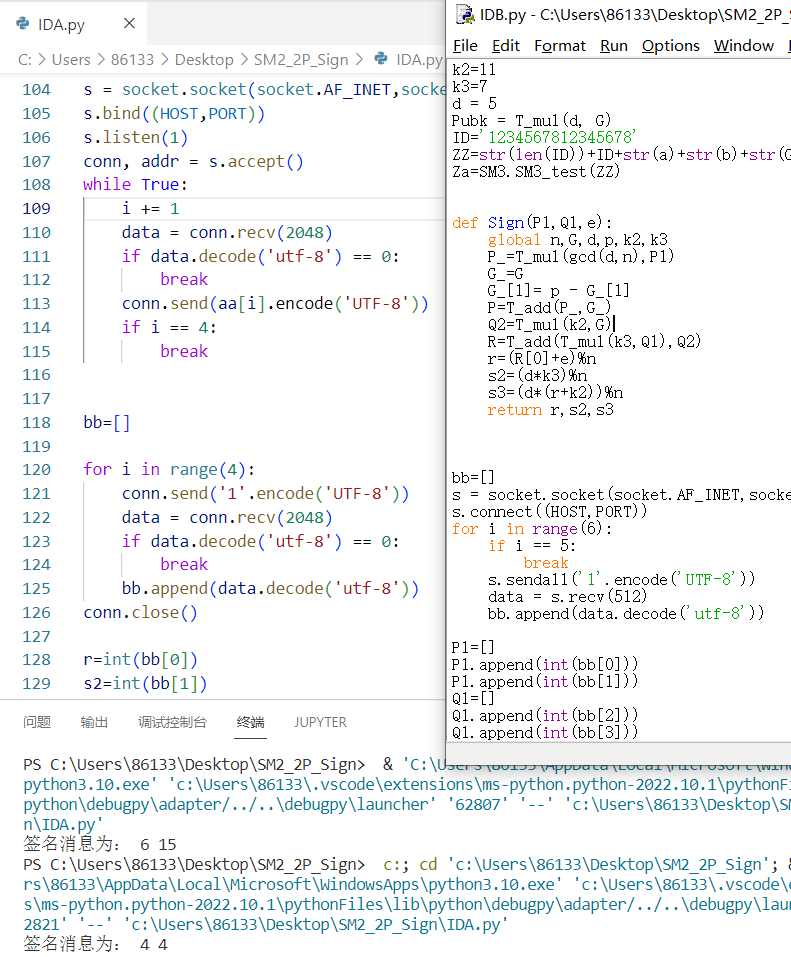 IDA.py
C: > Users > 86133 > Desktop > SM2_2P_Sign > IDA.py
104 s = socket.socket(socket.AF_INET,socke
105 s.bind((HOST,PORT))
106 s.listen(1)
107 conn, addr = s.accept()
108 while True:
109 i += 1
110 data = conn.recv(2048)
111 if data.decode('utf-8') == 0:
112 break
113 conn.send(aa[i].encode('UTF-8'))
114 if i == 4:
115 break
116
117
118 bb=[]
119
120 for i in range(4):
121 conn.send('1'.encode('UTF-8'))
122 data = conn.recv(2048)
123 if data.decode('utf-8') == 0:
124 break
125 bb.append(data.decode('utf-8'))
126 conn.close()
127
128 r=int(bb[0])
129 s2=int(bb[1])
IDB.py - C:\Users\86133\Desktop\SM2_2P_
File Edit Format Run Options Window
k2=11
k3=7
d = 5
Pubk = T_mul(d, G)
ID='1234567812345678'
ZZ=str(len(ID))+ID+str(a)+str(b)+str(G
Za=SM3.SM3_test(ZZ)
def Sign(P1,Q1,e):
global n,G,d,p,k2,k3
P_=T_mul(gcd(d,n),P1)
G_=G
G_[1]= p - G_[1]
P=T_add(P_,G_)
Q2=T_mul(k2,G)
R=T_add(T_mul(k3,Q1),Q2)
r=(R[0]+e)%n
s2=(d*k3)%n
s3=(d*(r+k2))%n
return r,s2,s3
bb=[]
s = socket.socket(socket.AF_INET,socke
s.connect((HOST,PORT))
for i in range(6):
if i == 5:
break
s.sendall('1'.encode('UTF-8'))
data = s.recv(512)
bb.append(data.decode('utf-8'))
P1=[]
P1.append(int(bb[0]))
P1.append(int(bb[1]))
Q1=[]
Q1.append(int(bb[2]))
Q1.append(int(bb[3]))
问题 输出 调试控制台 终端 JUPYTER
PS C:\Users\86133\Desktop\SM2_2P_Sign> & 'C:\Users\86133\AppData\Local\Microsoft\Win
python3.10.exe' 'c:\Users\86133\.vscode\extensions\ms-python.python-2022.10.1\pythonFi
python\debugpy\adapter/../..\debugpy\launcher' '62807' '--' 'c:\Users\86133\Desktop\SM
n\IDA.py'
签名消息为： 6 15
PS C:\Users\86133\Desktop\SM2_2P_Sign> c:; cd 'c:\Users\86133\Desktop\SM2_2P_Sign'; &
rs\86133\AppData\Local\Microsoft\WindowsApps\python3.10.exe' 'c:\Users\86133\.vscode\e
s\ms-python.python-2022.10.1\pythonFiles\lib\python\debugpy\adapter/../..\debugpy\lau
2821' '--' 'c:\Users\86133\Desktop\SM2_2P_Sign\IDA.py'
签名消息为： 4 4